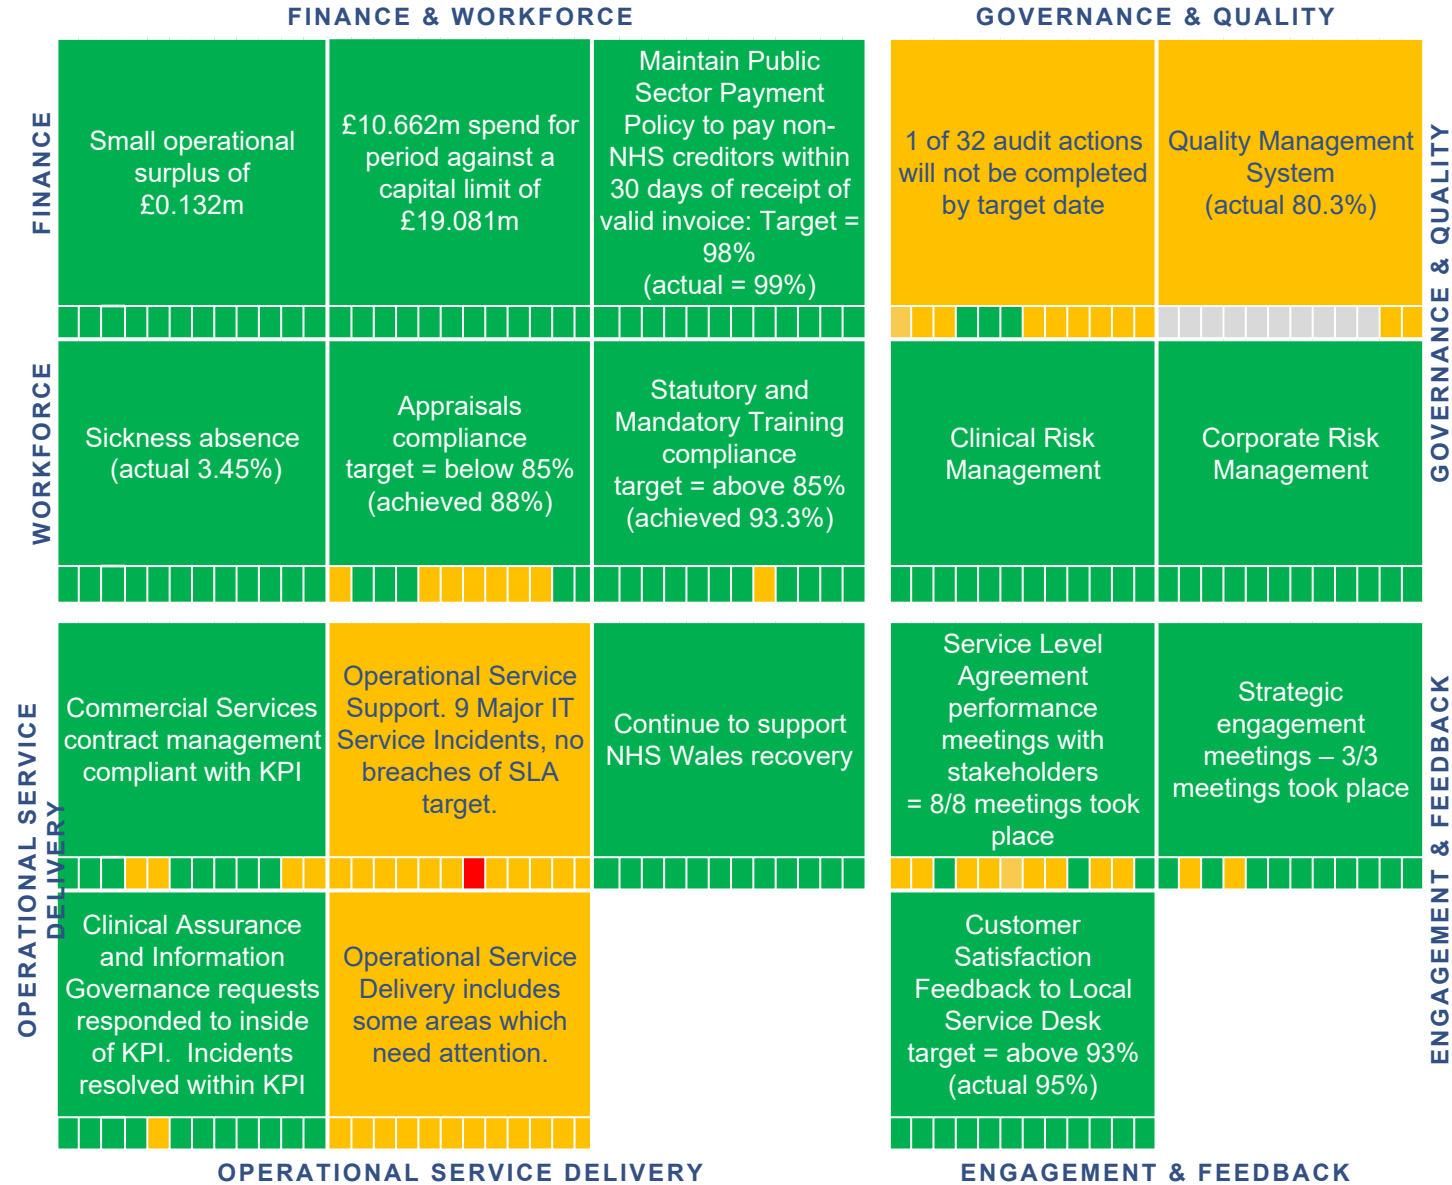 FINANCE & WORKFORCE
GOVERNANCE & QUALITY
FINANCE
Small operational
surplus of
£0.132m
£10.662m spend for
period against a
capital limit of
£19.081m
Maintain Public
Sector Payment
Policy to pay non-
NHS creditors within
30 days of receipt of
valid invoice: Target =
98%
(actual = 99%)
1 of 32 audit actions
will not be completed
by target date
Quality Management
System
(actual 80.3%)
GOVERNANCE & QUALITY
WORKFORCE
Sickness absence
(actual 3.45%)
Appraisals
compliance
target = below 85%
(achieved 88%)
Statutory and
Mandatory Training
compliance
target = above 85%
(achieved 93.3%)
Clinical Risk
Management
Corporate Risk
Management
OPERATIONAL SERVICE
DELIVERY
Commercial Services
contract management
compliant with KPI
Operational Service
Support. 9 Major IT
Service Incidents, no
breaches of SLA
target.
Continue to support
NHS Wales recovery
Service Level
Agreement
performance
meetings with
stakeholders
= 8/8 meetings took
place
Strategic
engagement
meetings – 3/3
meetings took place
ENGAGEMENT & FEEDBACK
Clinical Assurance
and Information
Governance requests
responded to inside
of KPI.  Incidents
resolved within KPI
Operational Service
Delivery includes
some areas which
need attention.
Customer
Satisfaction
Feedback to Local
Service Desk
target = above 93%
(actual 95%)
OPERATIONAL SERVICE DELIVERY
ENGAGEMENT & FEEDBACK